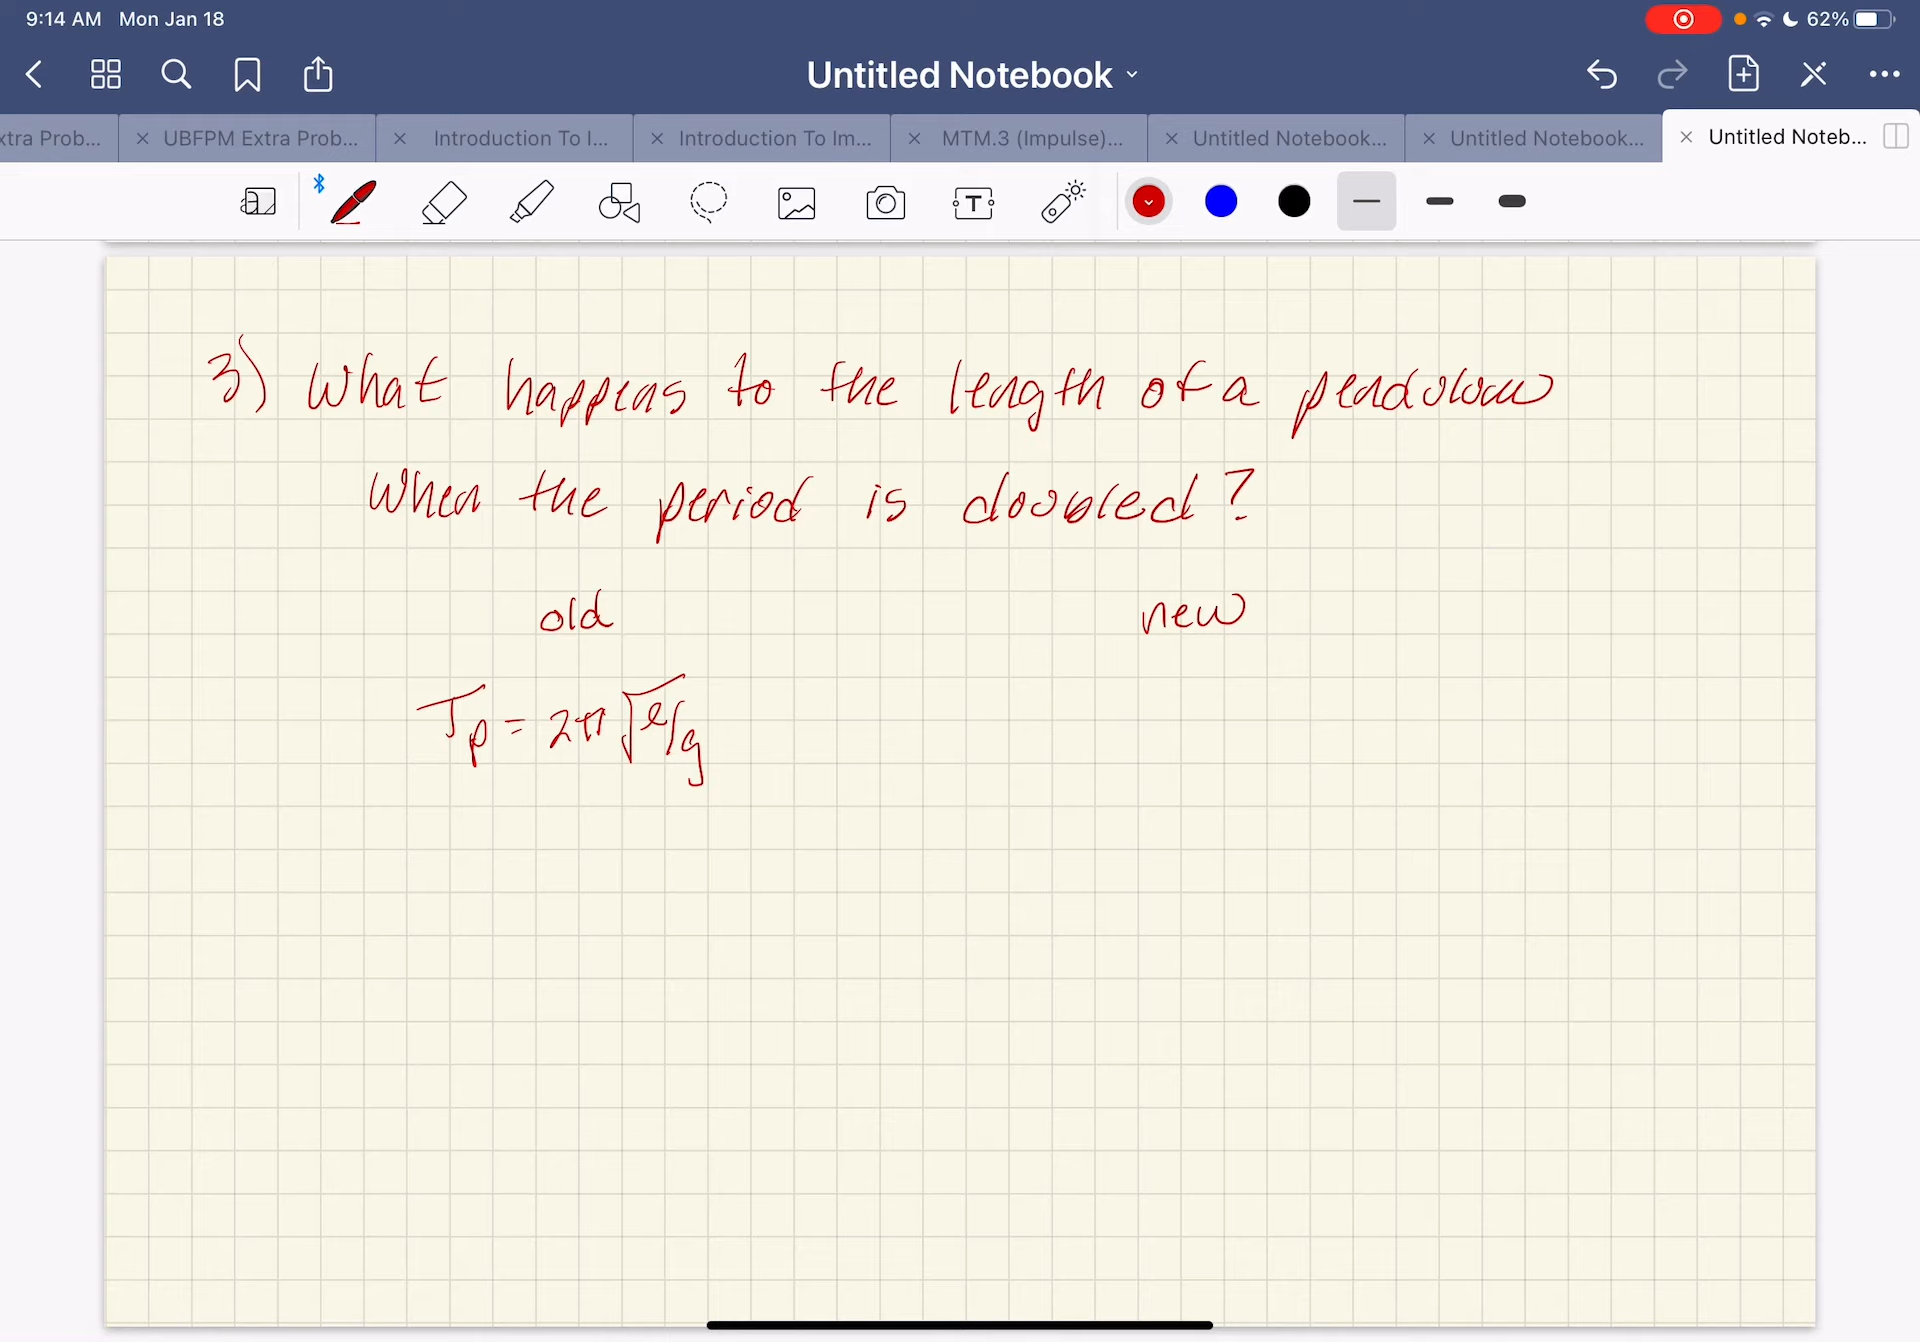 9:14 AM Mon Jan 18
62%
Untitled Notebook
xtra Prob...
UBFPM Extra Prob...
Introduction To I...
Introduction To Im...
MTM.3 (Impulse)...
Untitled Notebook...
Untitled Notebook...
Untitled Noteb...
3) What happens to the length of a pendulum
When the period is doubled?
old new
Tp = 2π √l/g